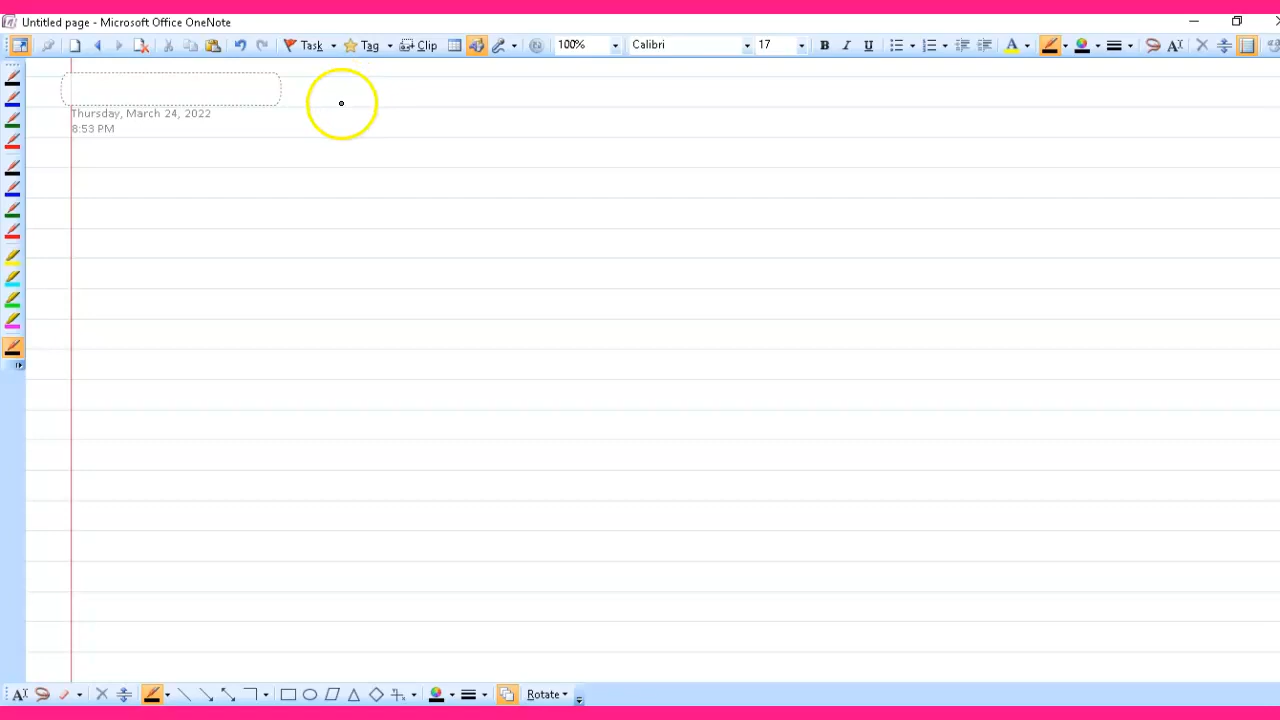 Untitled page - Microsoft Office OneNote
Task Tag Clip 100% Calibri 17 B I U A A
Thursday, March 24, 2022
8:53 PM
A Rotate